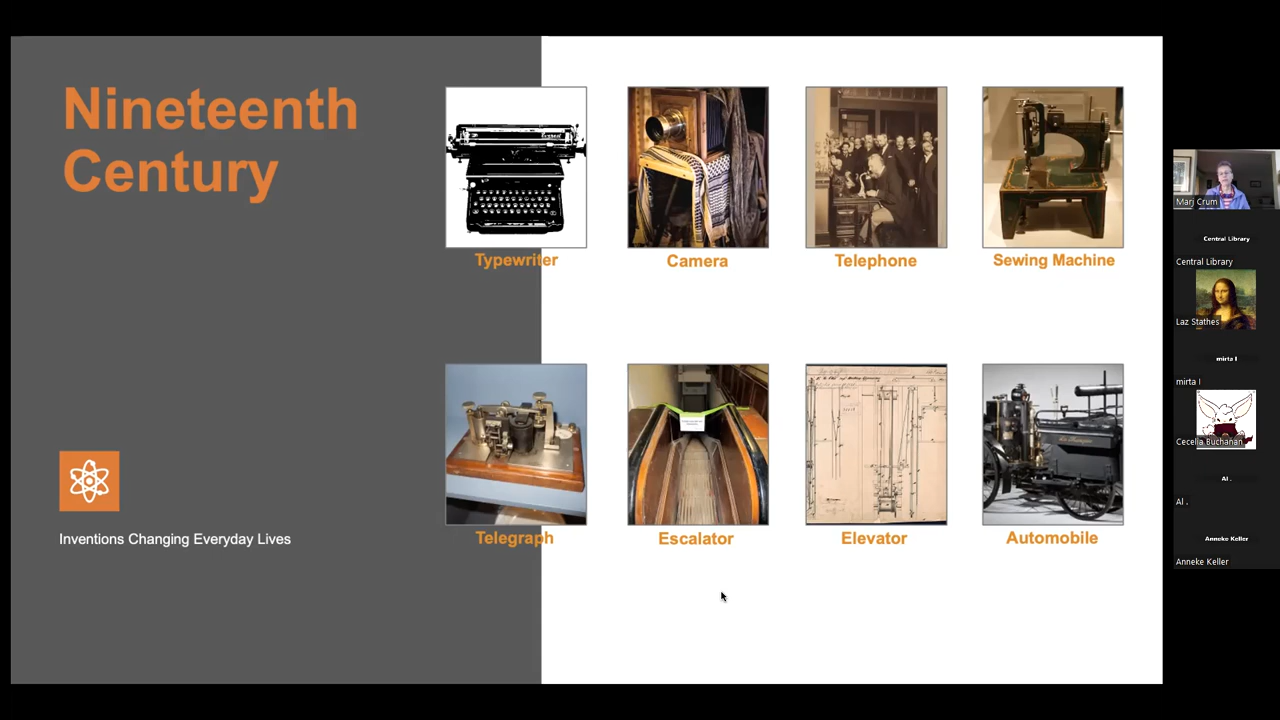 Nineteenth
Century
Typewriter
Camera
Telephone
Sewing Machine
Telegraph
Escalator
Elevator
Automobile
Inventions Changing Everyday Lives
Marj Crum
Central Library
Central Library
Laz Stathes
mirta l
mirta l
Cecelia Buchanan
Al .
Al .
Anneke Keller
Anneke Keller